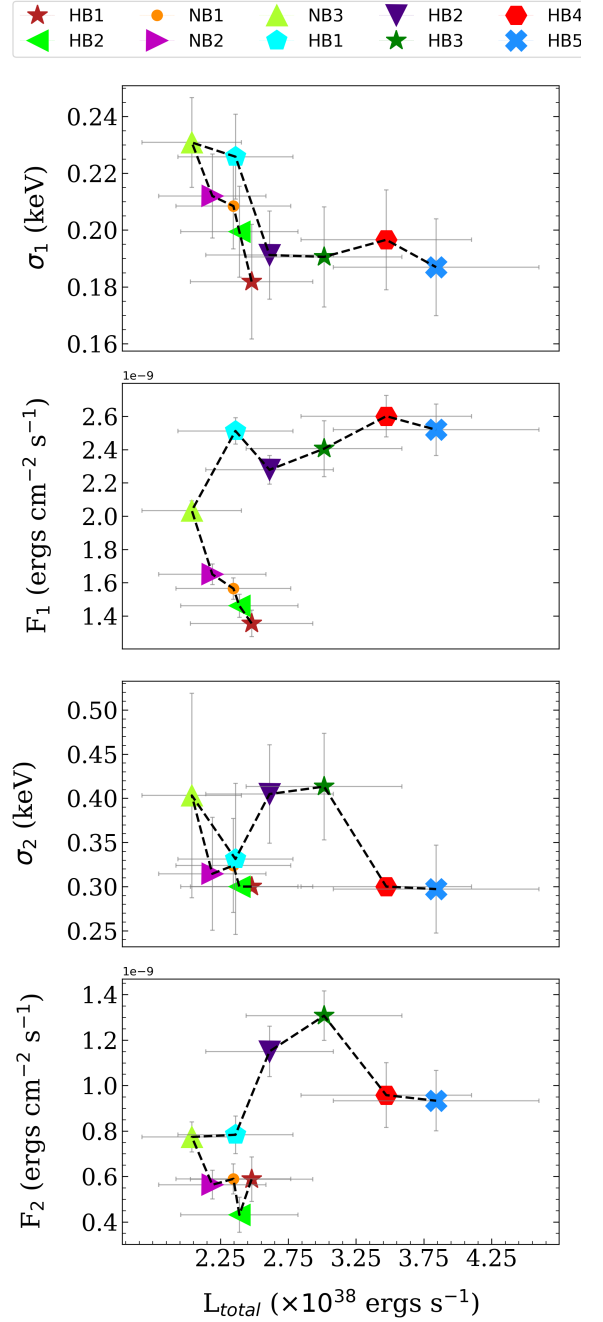 HB1 NB1 NB3 HB2 HB4
HB2 NB2 HB1 HB3 HB5
0.24
0.22
0.20
0.18
0.16
σ₁ (keV)
1e−9
2.6
2.4
2.2
2.0
1.8
1.6
1.4
F₁ (ergs cm⁻² s⁻¹)
0.50
0.45
0.40
0.35
0.30
0.25
σ₂ (keV)
1e−9
1.4
1.2
1.0
0.8
0.6
0.4
F₂ (ergs cm⁻² s⁻¹)
2.25 2.75 3.25 3.75 4.25
L_total (×10³⁸ ergs s⁻¹)